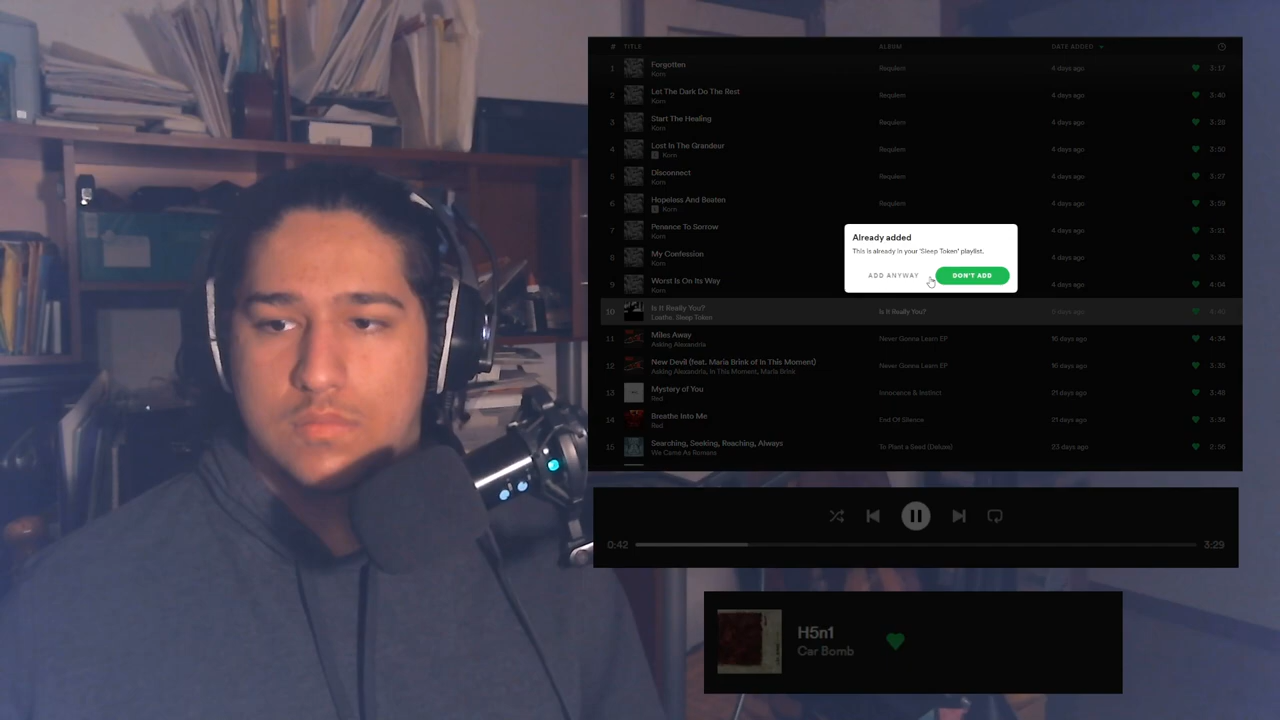 # TITLE ALBUM DATE ADDED
1 Forgotten Requiem 4 days ago 3:17
Korn
2 Let The Dark Do The Rest Requiem 4 days ago 3:40
Korn
3 Start The Healing Requiem 4 days ago 3:28
Korn
4 Lost In The Grandeur Requiem 4 days ago 3:50
E Korn
5 Disconnect Requiem 4 days ago
Korn
6 Hopeless And Beaten Requiem 4 days ago 3:59
E Korn
7 Penance To Sorrow Requiem 4 days ago 3:21
Korn
8 My Confession Requiem 4 days ago 3:35
Korn
9 Worst Is On Its Way Requiem 4 days ago 4:04
Korn
Already added
This is already in your 'Sleep Token' playlist.
ADD ANYWAY DON'T ADD
10 Is It Really You? Is It Really You? days ago
Loathe, Sleep Token
11 Miles Away Never Gonna Learn EP 16 days ago 4:34
Asking Alexandria
12 New Devil (feat. Maria Brink of In This Moment) Never Gonna Learn EP 16 days ago 3:35
Asking Alexandria, In This Moment, Maria Brink
13 Mystery of You Innocence & Instinct 21 days ago 3:48
Red
14 Breathe Into Me End Of Silence 21 days ago
Red
15 Searching, Seeking, Reaching, Always To Plant a Seed (Deluxe) 23 days ago 2:56
We Came As Romans
0:42 3:29
H5n1
Car Bomb